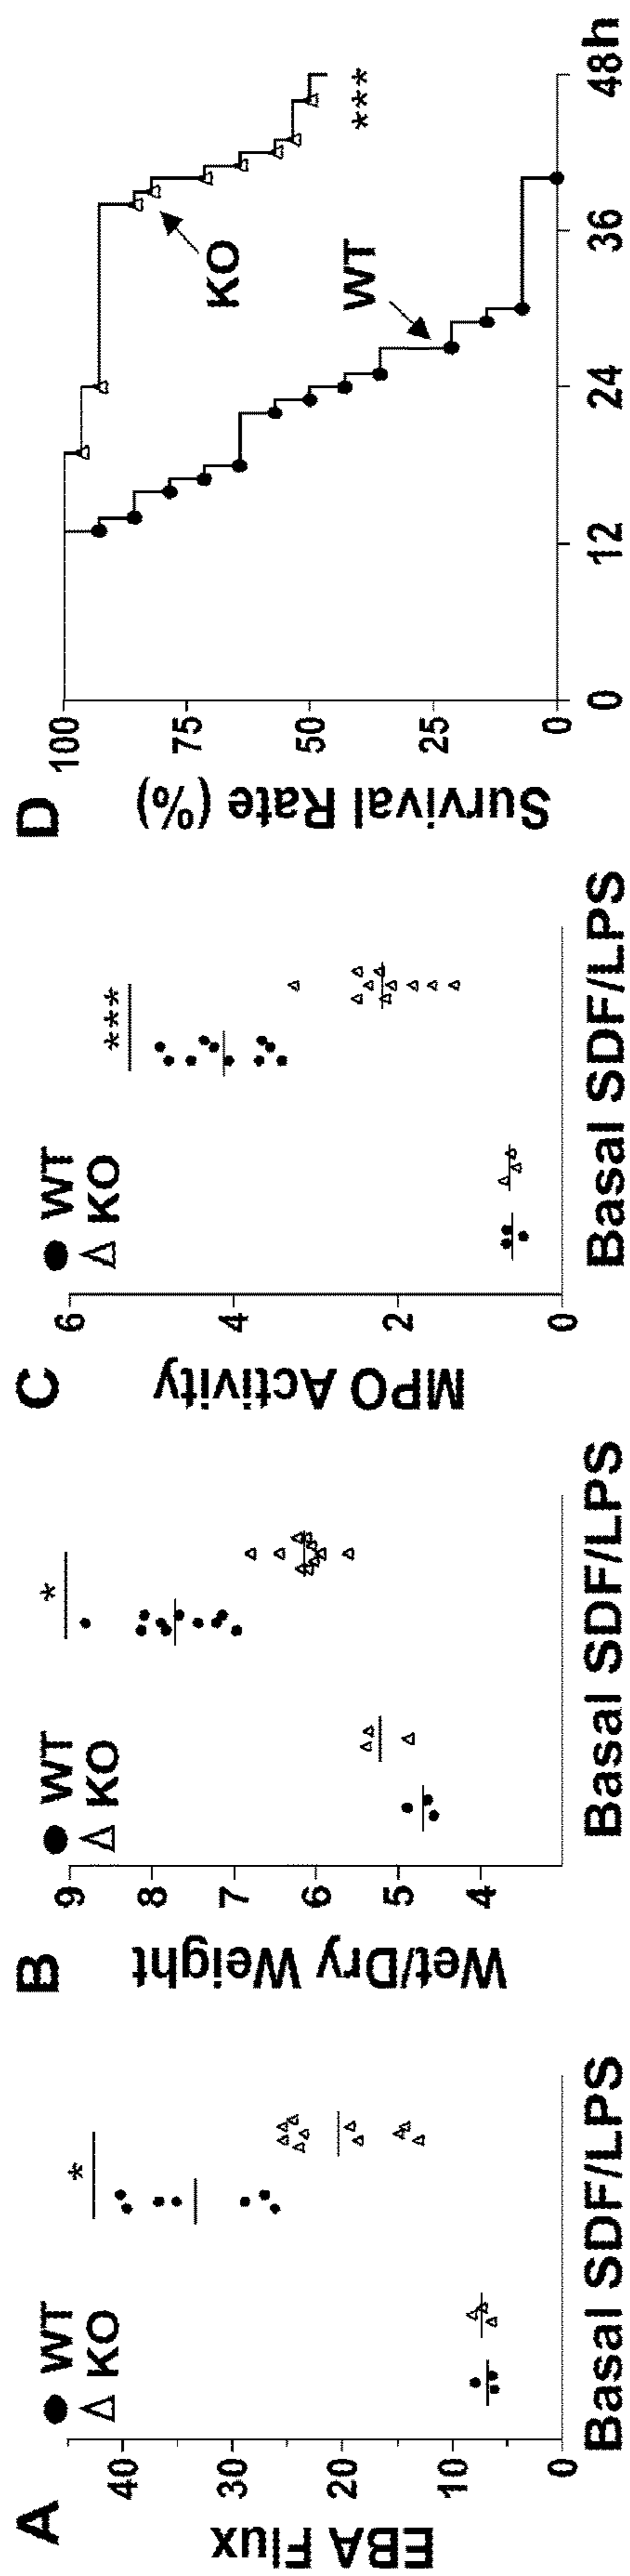 A
WT
KO
*
EBA Flux
40
30
20
10
0
Basal SDF/LPS
B
WT
KO
*
Wet/Dry Weight
9
8
7
6
5
4
Basal SDF/LPS
C
WT
KO
***
MPO Activity
6
4
2
0
Basal SDF/LPS
D
Survival Rate (%)
100
75
50
25
0
KO
WT
***
0 12 24 36 48h